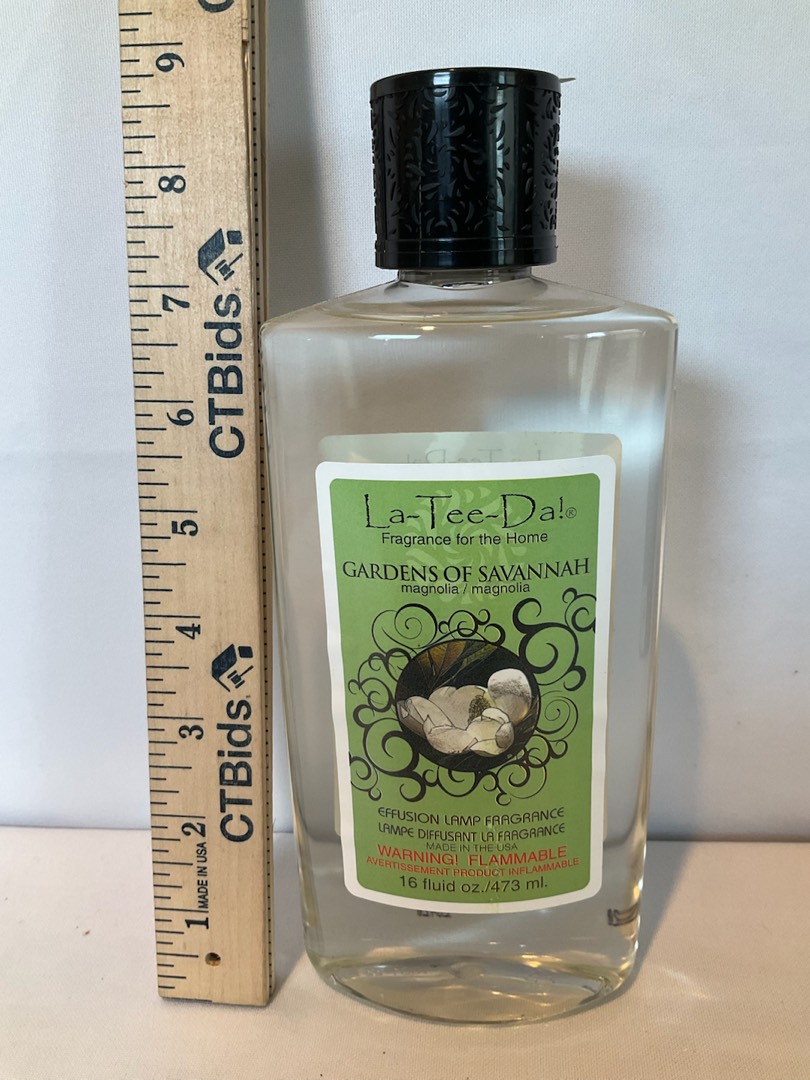 9
8
7
6
5
4
3
2
1
CTBids.
CTBids.
MADE IN USA
La-Tee-Da!®
Fragrance for the Home
GARDENS OF SAVANNAH
magnolia / magnolia
EFFUSION LAMP FRAGRANCE
LAMPE DIFFUSANT LA FRAGRANCE
MADE IN THE USA
WARNING! FLAMMABLE
AVERTISSEMENT PRODUCT INFLAMMABLE
16 fluid oz./473 ml.